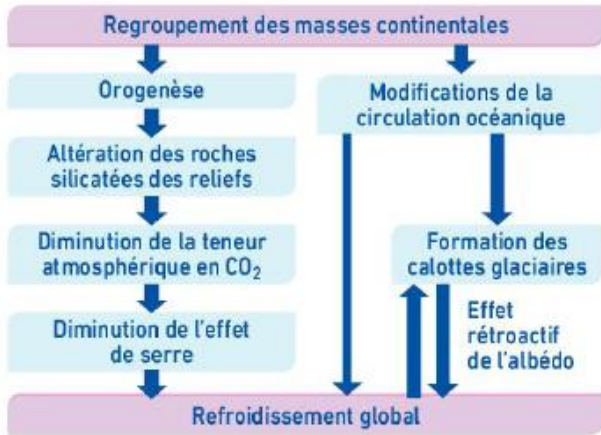 Regroupement des masses continentales
Orogenèse
Altération des roches
silicatées des reliefs
Diminution de la teneur
atmosphérique en CO₂
Diminution de l'effet
de serre
Modifications de la
circulation océanique
Formation des
calottes glaciaires
Effet
rétroactif
de l'albédo
Refroidissement global